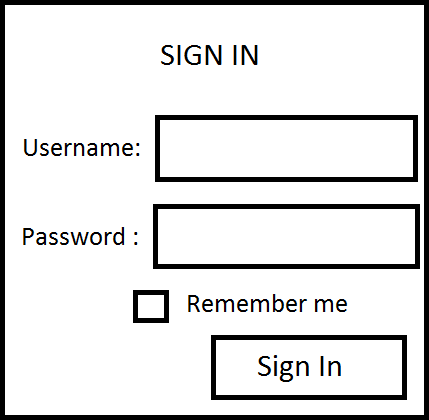 SIGN IN
Username:
Password :
Remember me
Sign In